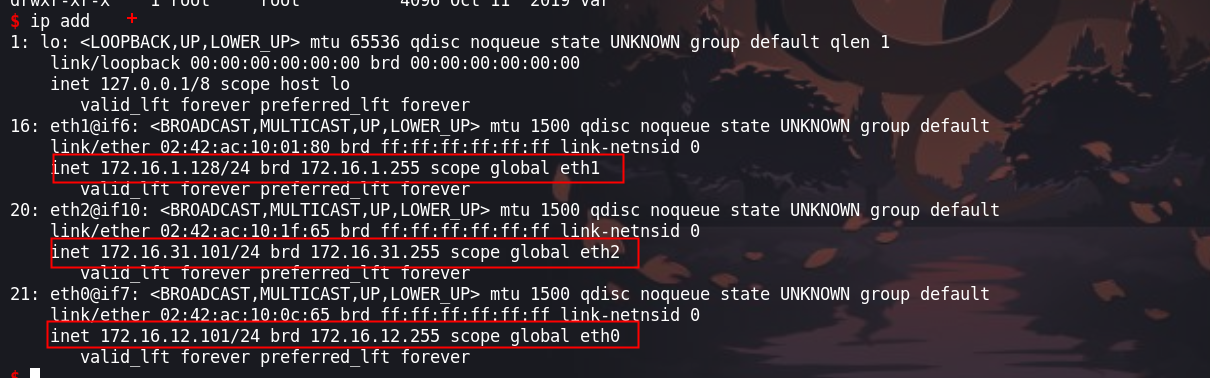 drwxr-xr-x    1 root     root          4096 Oct 11  2019 var
$ ip add
1: lo: <LOOPBACK,UP,LOWER_UP> mtu 65536 qdisc noqueue state UNKNOWN group default qlen 1
    link/loopback 00:00:00:00:00:00 brd 00:00:00:00:00:00
    inet 127.0.0.1/8 scope host lo
       valid_lft forever preferred_lft forever
16: eth1@if6: <BROADCAST,MULTICAST,UP,LOWER_UP> mtu 1500 qdisc noqueue state UNKNOWN group default
    link/ether 02:42:ac:10:01:80 brd ff:ff:ff:ff:ff:ff link-netnsid 0
    inet 172.16.1.128/24 brd 172.16.1.255 scope global eth1
       valid_lft forever preferred_lft forever
20: eth2@if10: <BROADCAST,MULTICAST,UP,LOWER_UP> mtu 1500 qdisc noqueue state UNKNOWN group default
    link/ether 02:42:ac:10:1f:65 brd ff:ff:ff:ff:ff:ff link-netnsid 0
    inet 172.16.31.101/24 brd 172.16.31.255 scope global eth2
       valid_lft forever preferred_lft forever
21: eth0@if7: <BROADCAST,MULTICAST,UP,LOWER_UP> mtu 1500 qdisc noqueue state UNKNOWN group default
    link/ether 02:42:ac:10:0c:65 brd ff:ff:ff:ff:ff:ff link-netnsid 0
    inet 172.16.12.101/24 brd 172.16.12.255 scope global eth0
       valid_lft forever preferred_lft forever
$